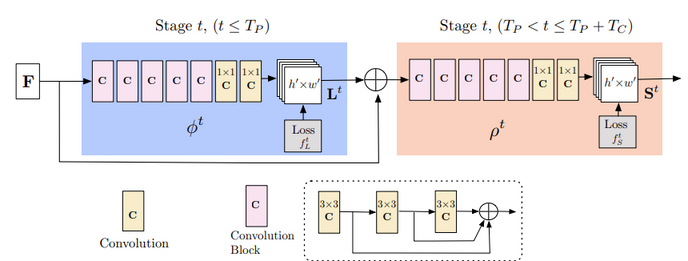 Stage t, (t ≤ T_P)
Stage t, (T_P < t ≤ T_P + T_C)
F
C C C C C 1×1 C 1×1 C
h′×w′
L^t
Loss
f_L^t
ϕ^t
C C C C C 1×1 C 1×1 C
h′×w′
S^t
Loss
f_S^t
ρ^t
C
Convolution
C
Convolution
Block
3×3 C 3×3 C 3×3 C